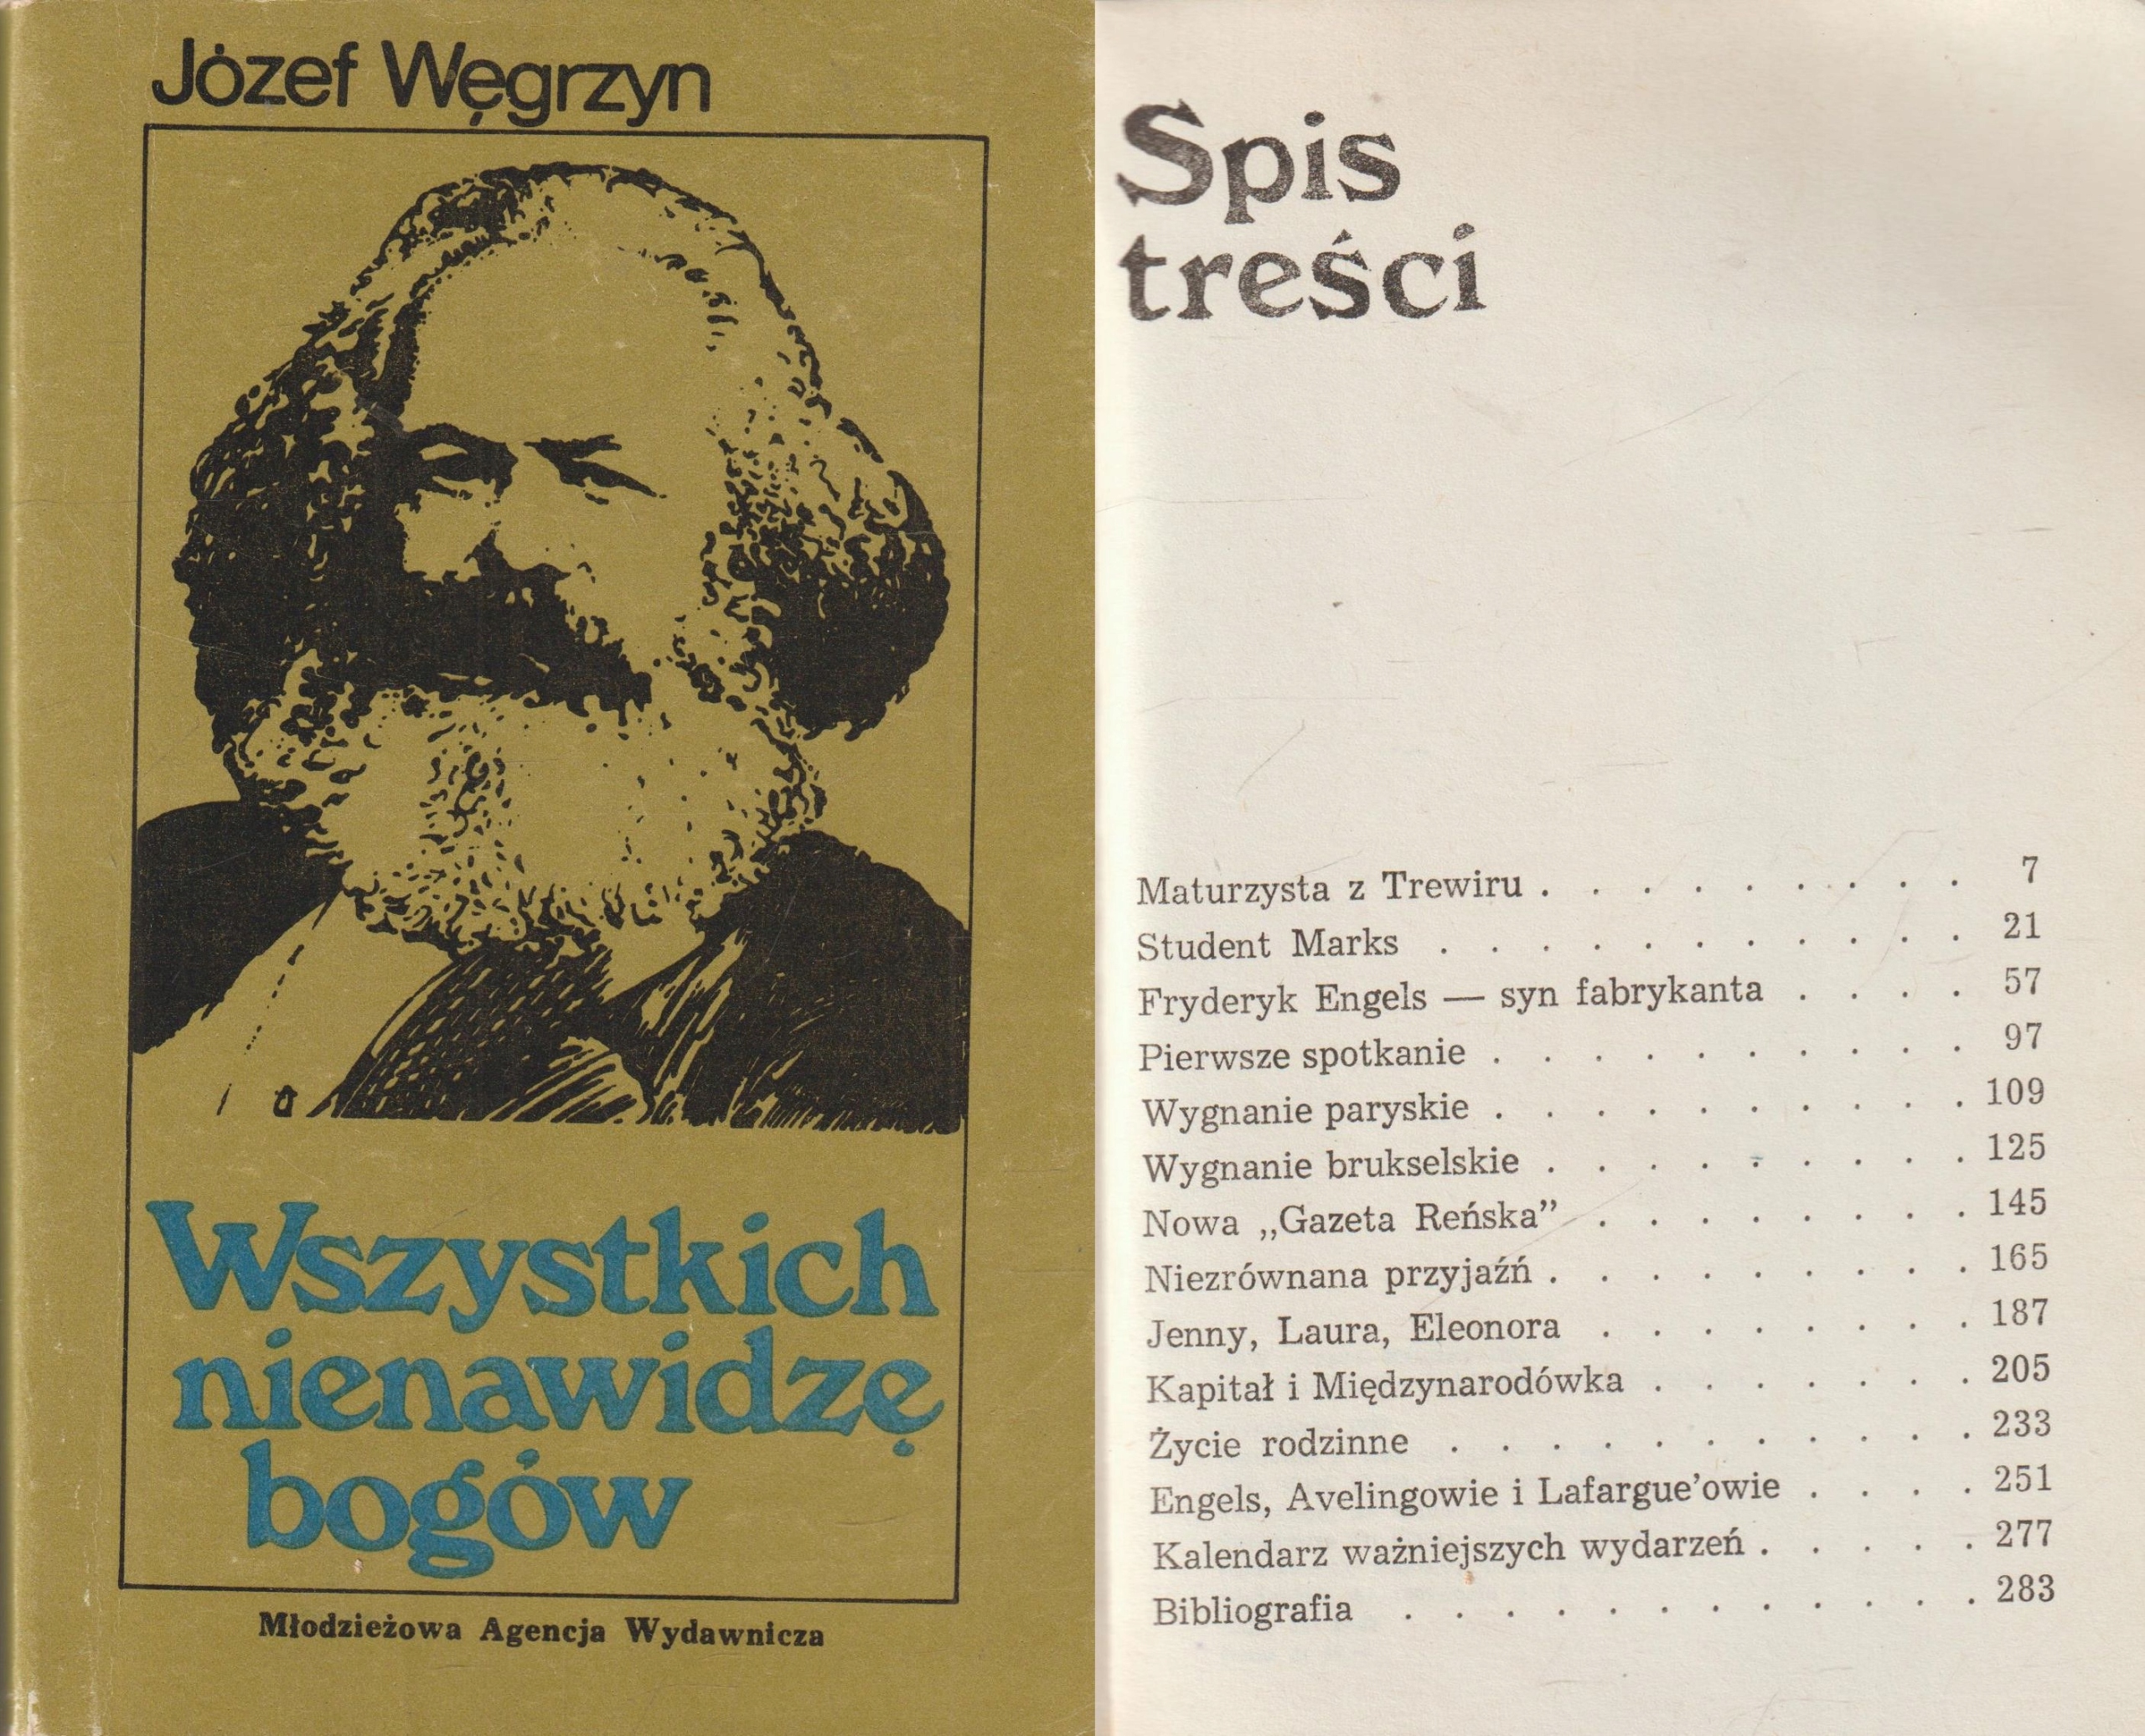 Józef Węgrzyn
Wszystkich
nienawidzę
bogów
Młodzieżowa Agencja Wydawnicza
Spis
treści
Maturzysta z Trewiru . . . . . . . . . 7
Student Marks . . . . . . . . . . . 21
Fryderyk Engels — syn fabrykanta . . . . 57
Pierwsze spotkanie . . . . . . . . . . 97
Wygnanie paryskie . . . . . . . . . . 109
Wygnanie brukselskie . . . . . . . . . 125
Nowa „Gazeta Reńska” . . . . . . . . 145
Niezrównana przyjaźń . . . . . . . . . 165
Jenny, Laura, Eleonora . . . . . . . . 187
Kapitał i Międzynarodówka . . . . . . . 205
Życie rodzinne . . . . . . . . . . . 233
Engels, Avelingowie i Lafargue’owie . . . . 251
Kalendarz ważniejszych wydarzeń . . . . . 277
Bibliografia . . . . . . . . . . . . 283